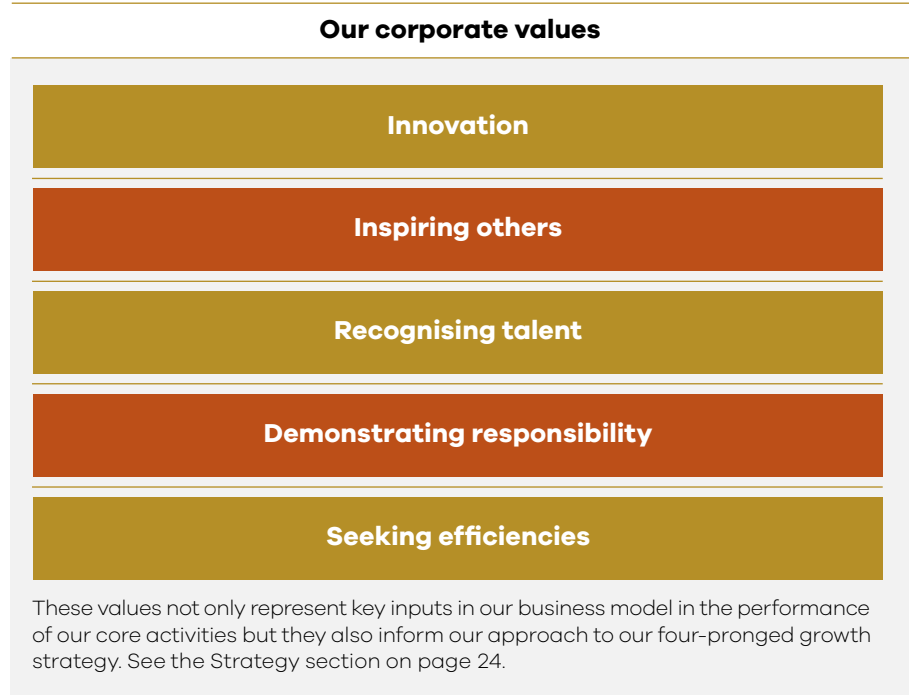 Our corporate values
Innovation
Inspiring others
Recognising talent
Demonstrating responsibility
Seeking efficiencies
These values not only represent key inputs in our business model in the performance
of our core activities but they also inform our approach to our four-pronged growth
strategy. See the Strategy section on page 24.